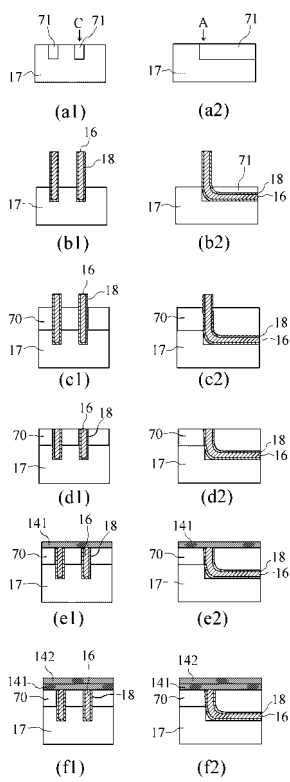 71 C 71
17
(a1)
A 71
17
(a2)
16
18
17
(b1)
71
18
16
17
(b2)
16
18
70
17
(c1)
18
16
70
17
(c2)
16
70 18
17
(d1)
70 18
16
17
(d2)
141 16 18
70
17
(e1)
141
18
16
70
17
(e2)
142 16
141 18
70
17
(f1)
142
141
70 18
16
17
(f2)